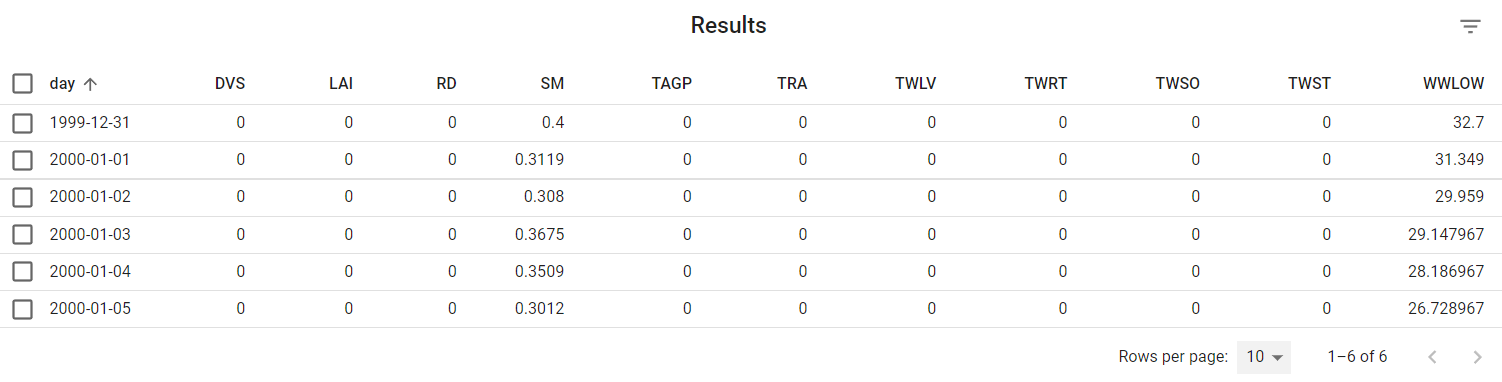 Results
day DVS LAI RD SM TAGP TRA TWLV TWRT TWSO TWST WWLOW
1999-12-31 0 0 0 0.4 0 0 0 0 0 0 32.7
2000-01-01 0 0 0 0.3119 0 0 0 0 0 0 31.349
2000-01-02 0 0 0 0.308 0 0 0 0 0 0 29.959
2000-01-03 0 0 0 0.3675 0 0 0 0 0 0 29.147967
2000-01-04 0 0 0 0.3509 0 0 0 0 0 0 28.186967
2000-01-05 0 0 0 0.3012 0 0 0 0 0 0 26.728967
Rows per page: 10 1–6 of 6